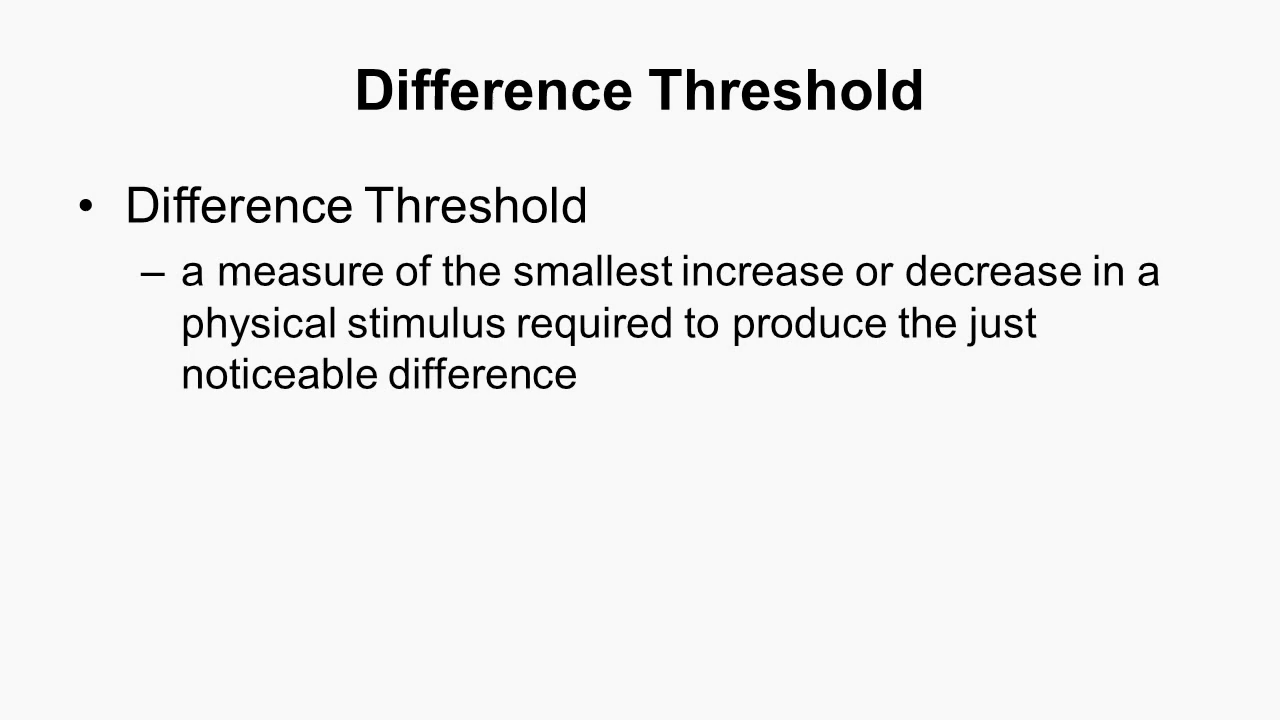 Difference Threshold
• Difference Threshold
– a measure of the smallest increase or decrease in a
physical stimulus required to produce the just
noticeable difference